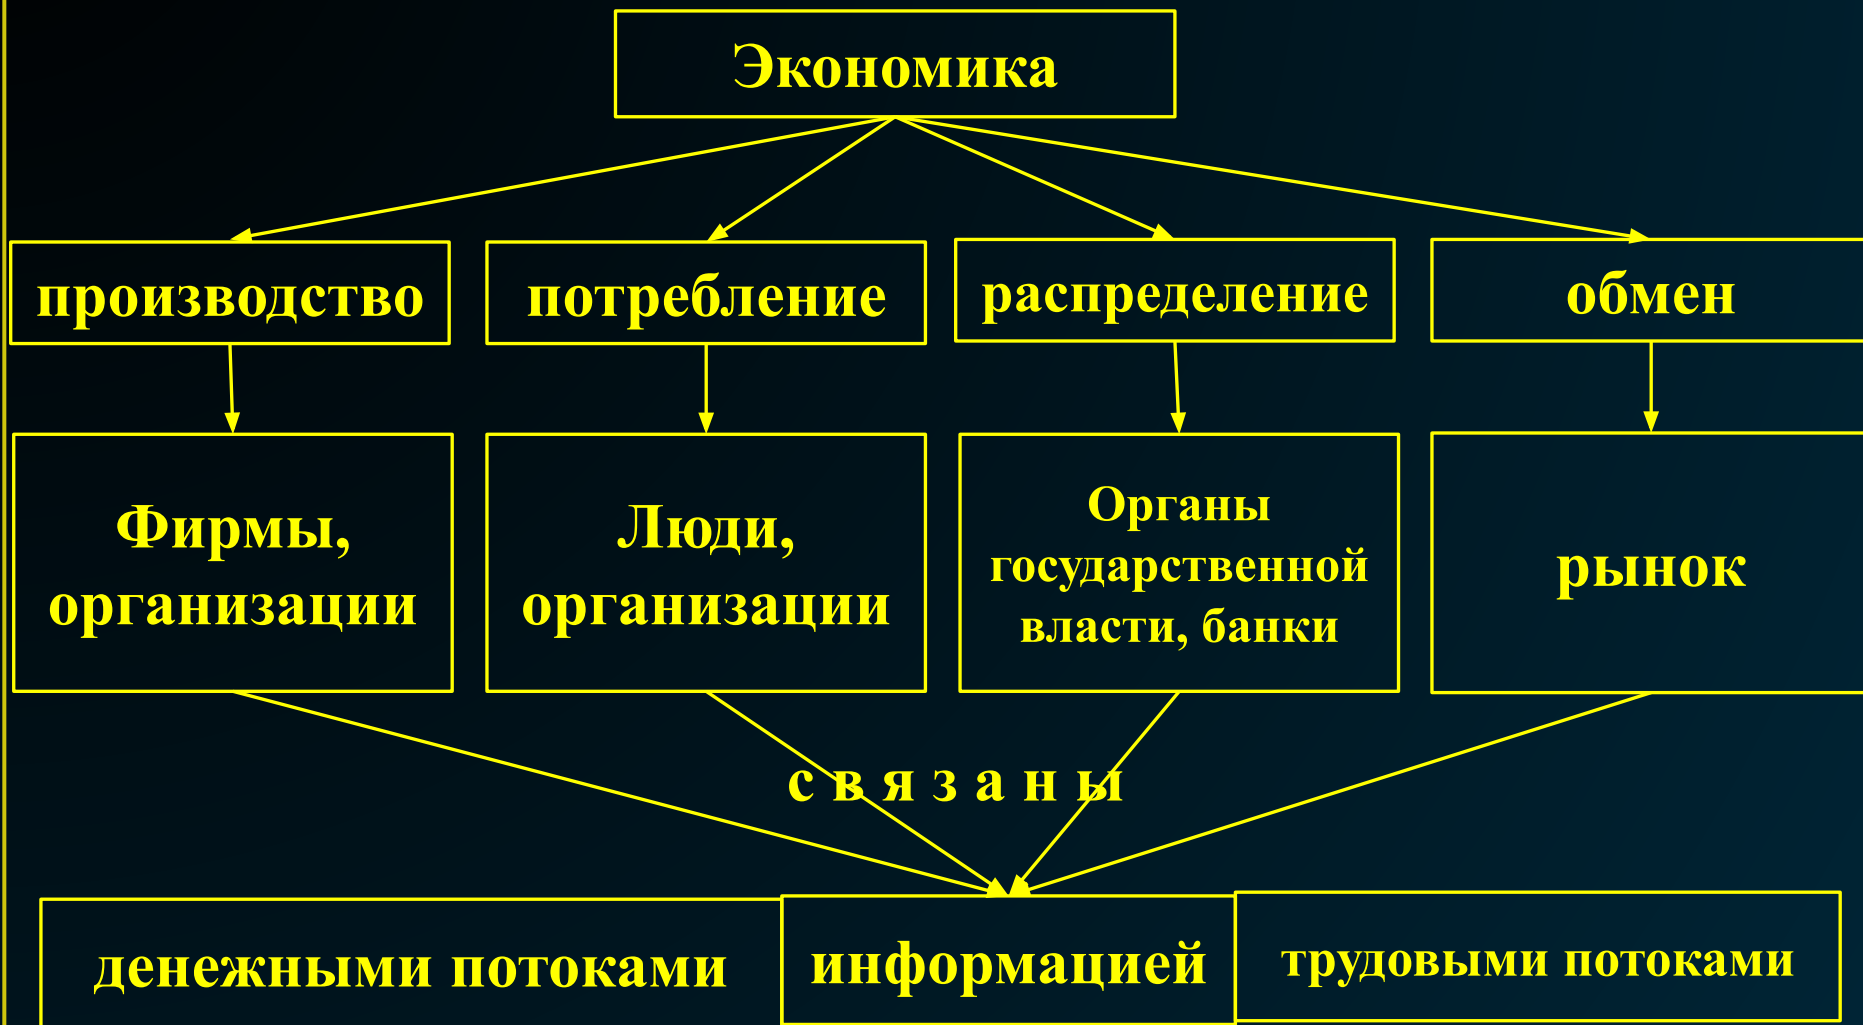 Экономика
производство
потребление
распределение
обмен
Фирмы,
организации
Люди,
организации
Органы
государственной
власти, банки
рынок
с в я з а н ы
денежными потоками
информацией
трудовыми потоками